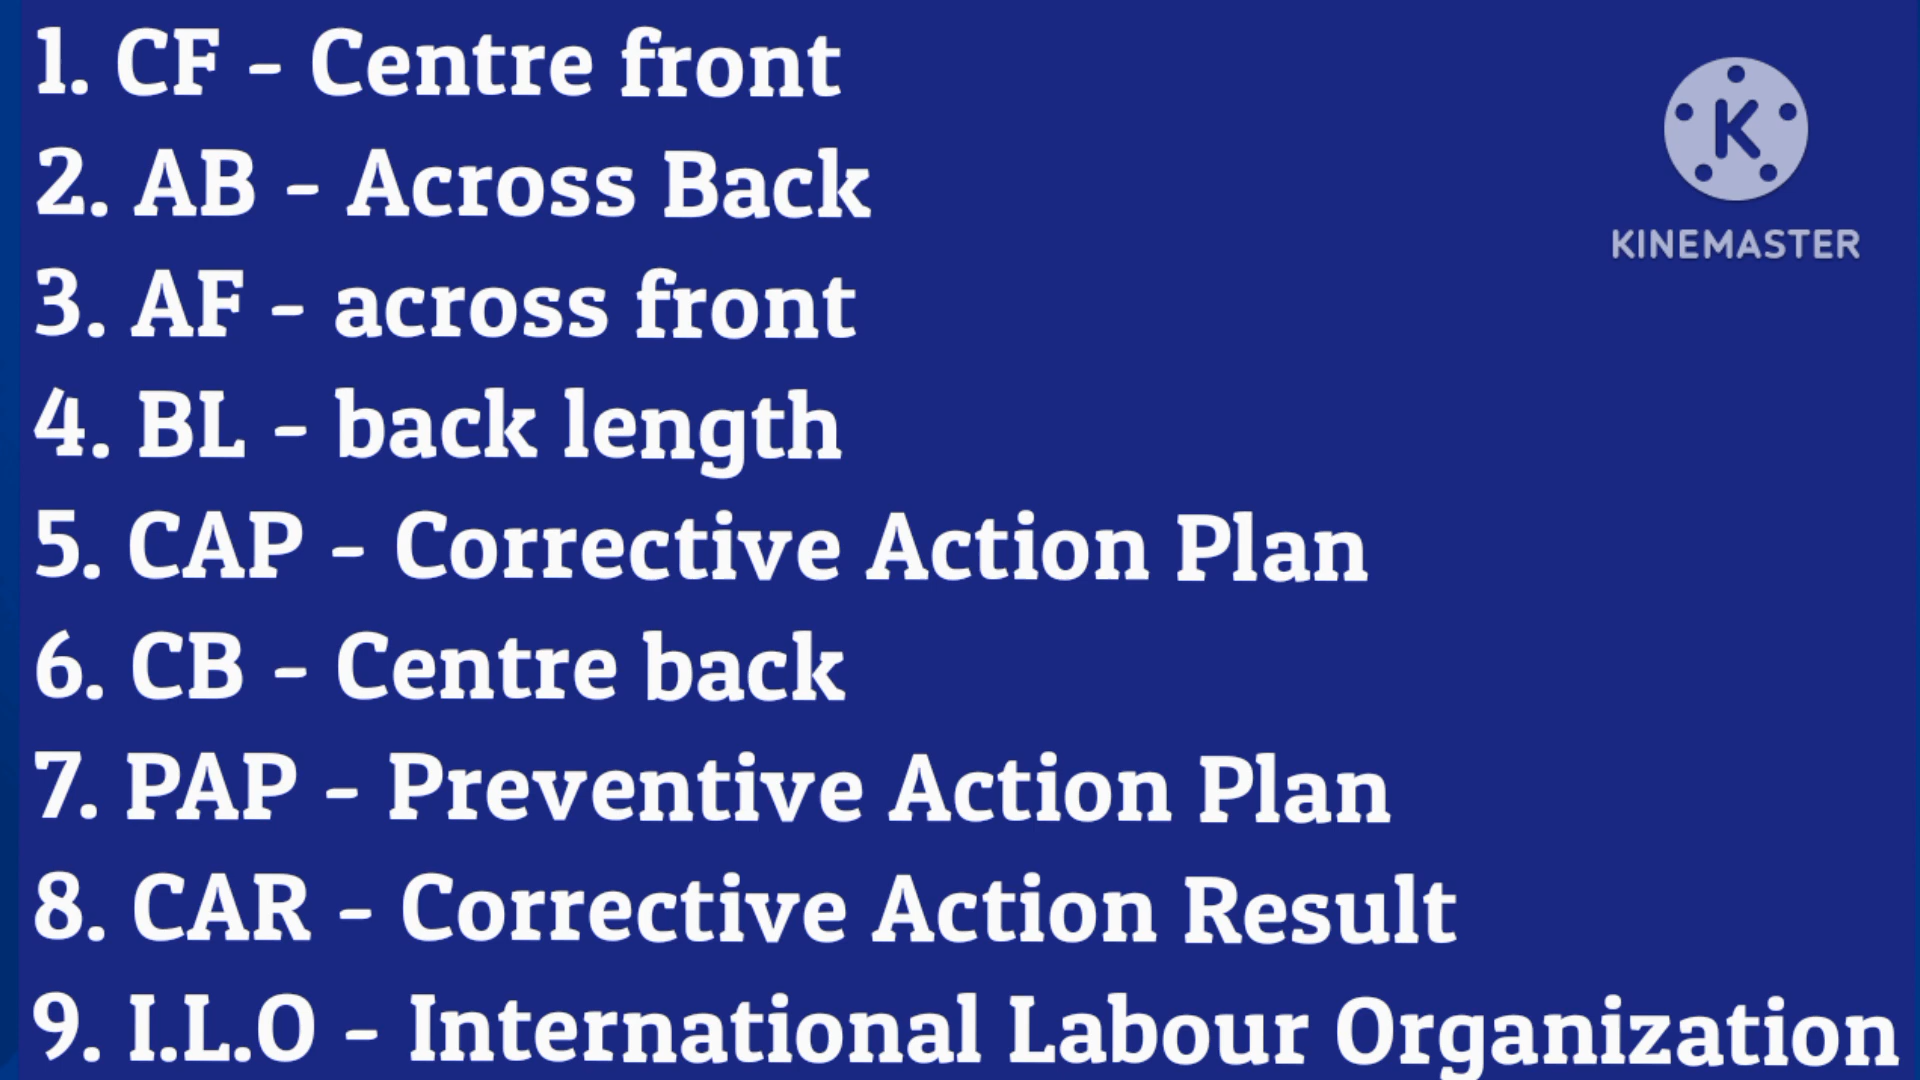 1. CF - Centre front
2. AB - Across Back
3. AF - across front
4. BL - back length
5. CAP - Corrective Action Plan
6. CB - Centre back
7. PAP - Preventive Action Plan
8. CAR - Corrective Action Result
9. I.L.O - International Labour Organization
K
KINEMASTER